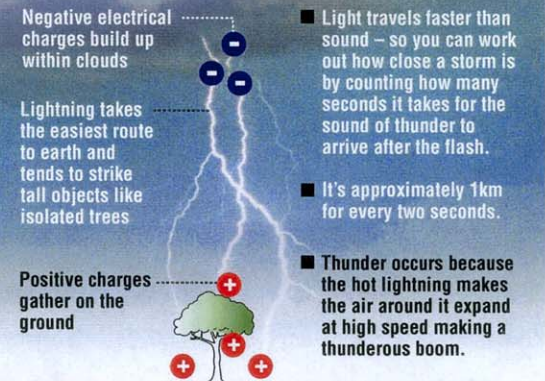 Negative electrical
charges build up
within clouds
Lightning takes
the easiest route
to earth and
tends to strike
tall objects like
isolated trees
Positive charges
gather on the
ground
■ Light travels faster than
sound – so you can work
out how close a storm is
by counting how many
seconds it takes for the
sound of thunder to
arrive after the flash.
■ It's approximately 1km
for every two seconds.
■ Thunder occurs because
the hot lightning makes
the air around it expand
at high speed making a
thunderous boom.